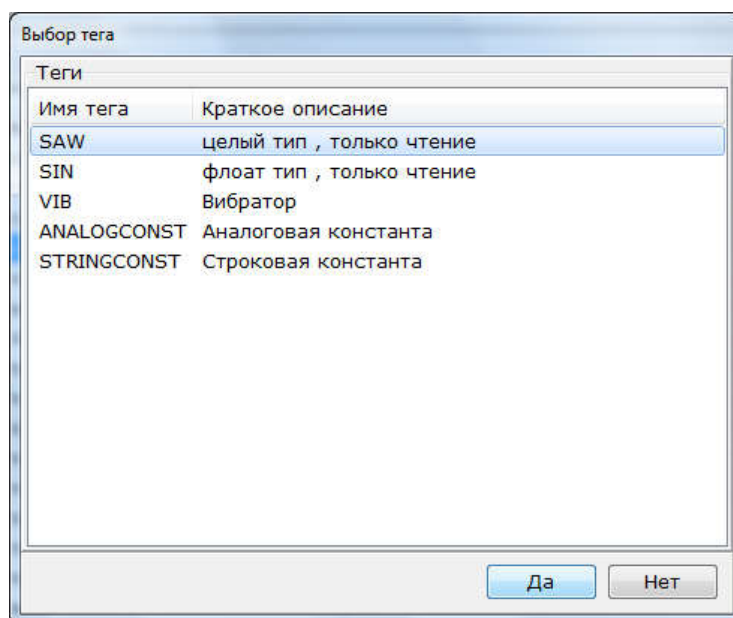 Выбор тега
Теги
Имя тега Краткое описание
SAW целый тип , только чтение
SIN флоат тип , только чтение
VIB Вибратор
ANALOGCONST Аналоговая константа
STRINGCONST Строковая константа
Да Нет